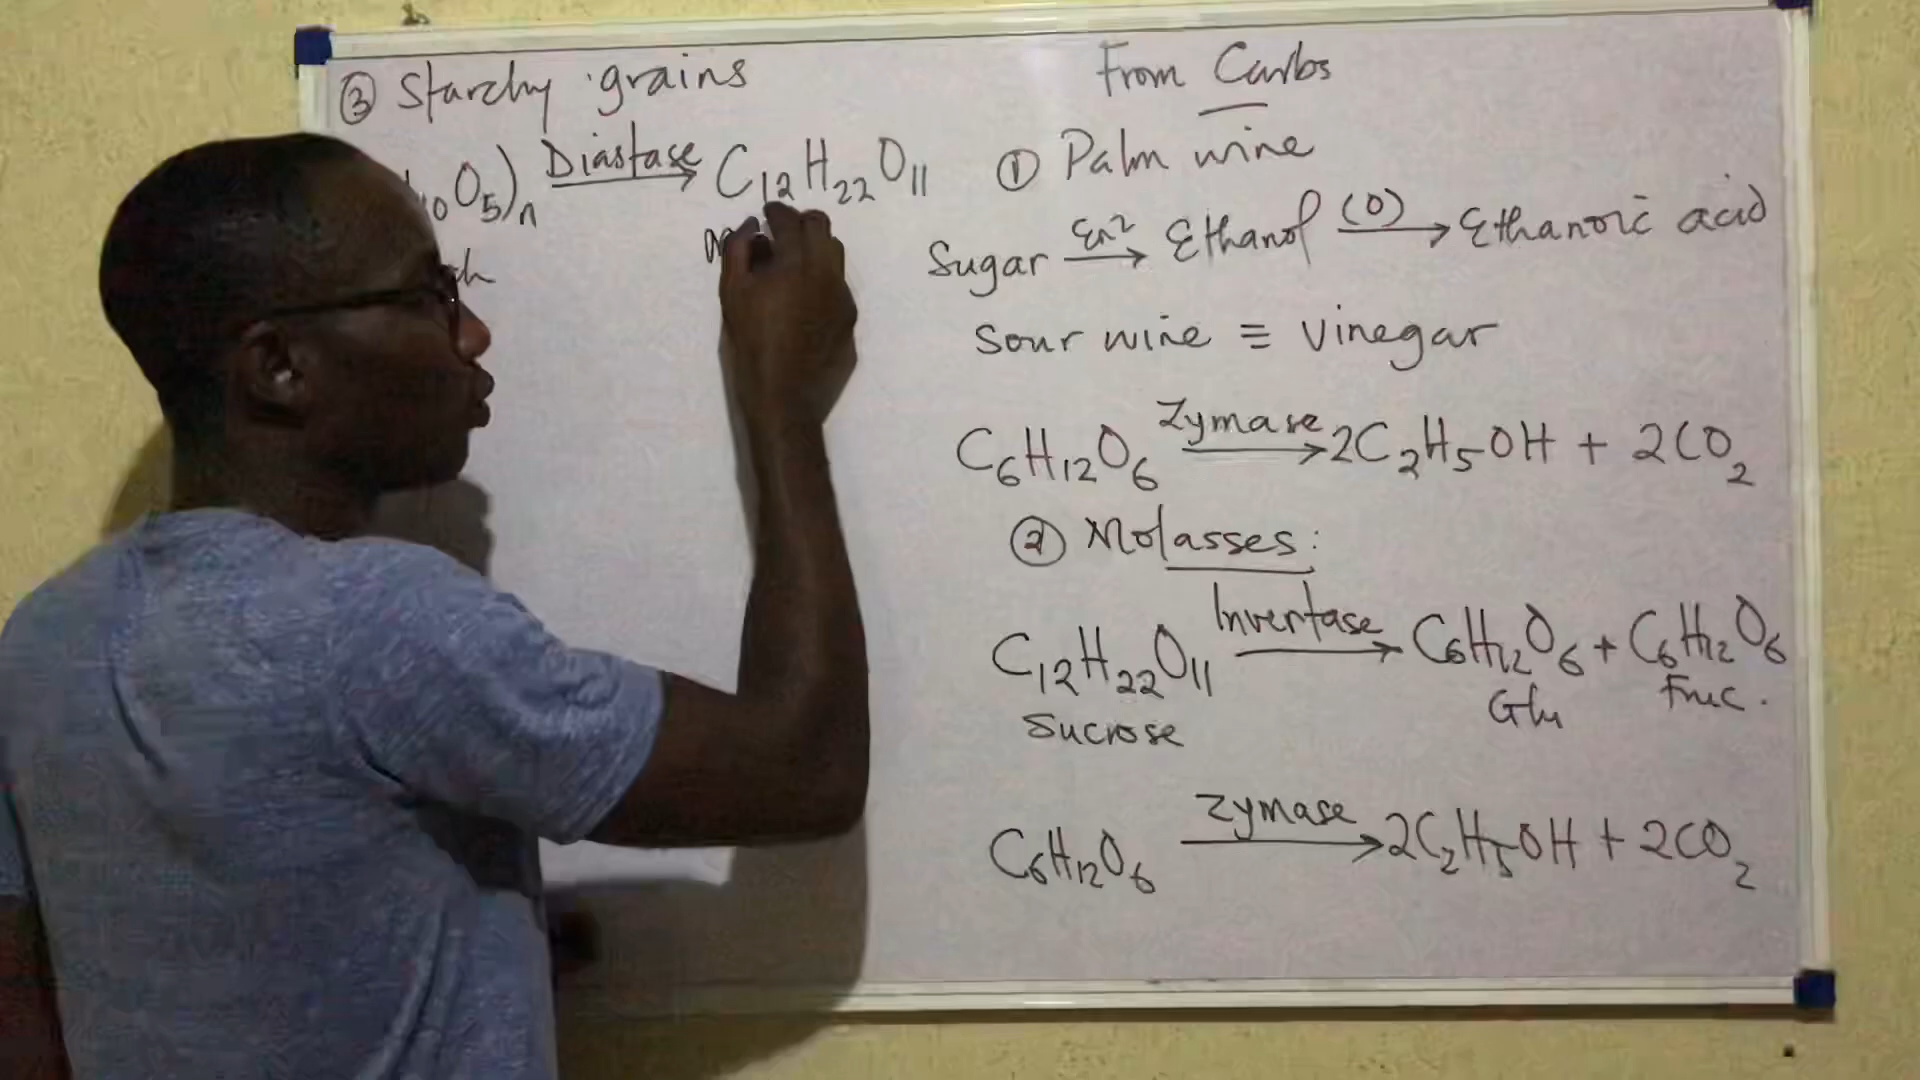 ③ Starchy grains
10O5)n Diastase → C12H22O11
From Carbs
① Palm wine
Sugar Enz → Ethanol (O) → Ethanoic acid
Sour wine ≡ Vinegar
C6H12O6 Zymase → 2C2H5OH + 2CO2
② Molasses:
C12H22O11 Invertase → C6H12O6 + C6H12O6
Sucrose Glu Fruc.
C6H12O6 Zymase → 2C2H5OH + 2CO2